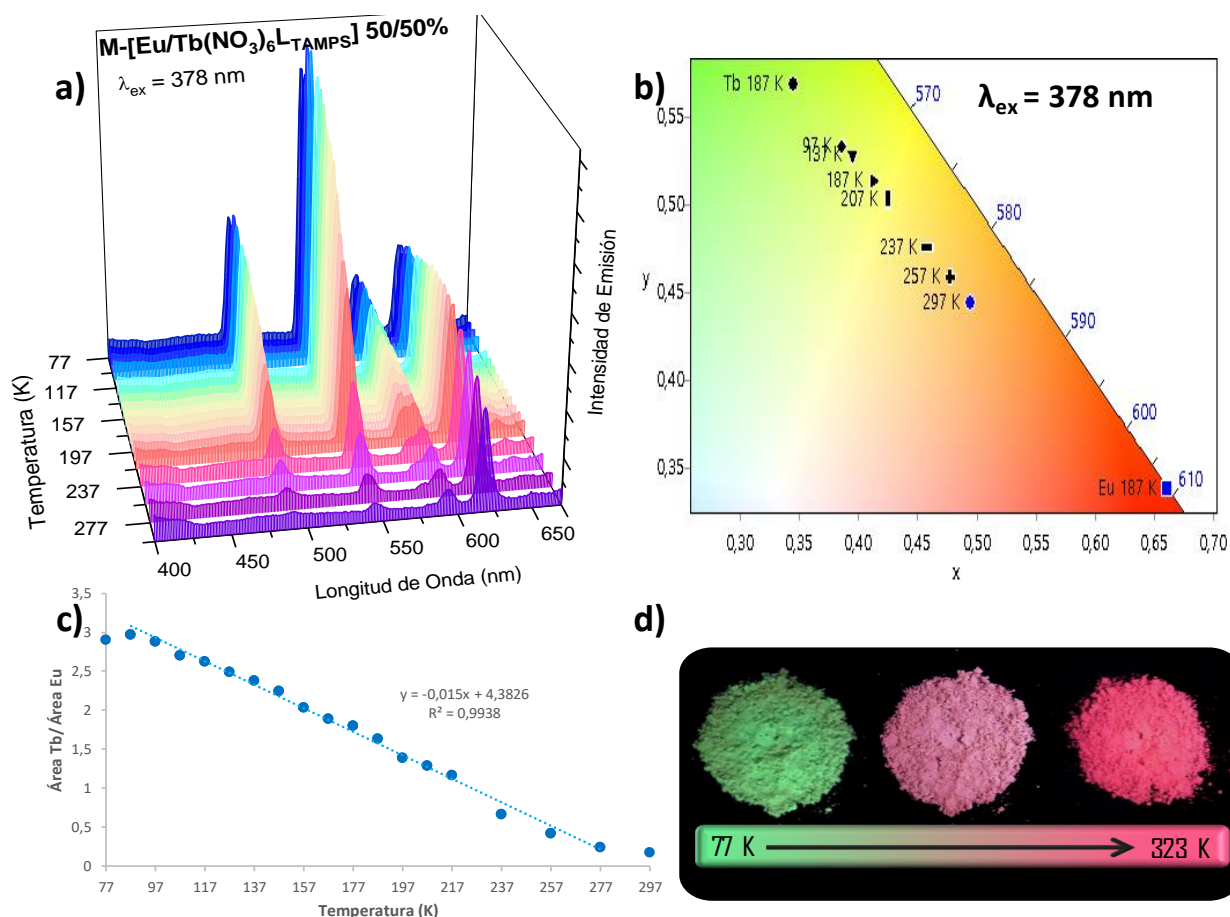 a)
M-[Eu/Tb(NO3)6LTAMPS] 50/50%
λex = 378 nm
Intensidad de Emisión
Temperatura (K)
77
117
157
197
237
277
400
450
500
550
600
650
Longitud de Onda (nm)
b)
λex = 378 nm
y
0,55
0,50
0,45
0,40
0,35
Tb 187 K
97 K
137 K
187 K
207 K
237 K
257 K
297 K
Eu 187 K
570
580
590
600
610
0,30 0,35 0,40 0,45 0,50 0,55 0,60 0,65 0,70
x
c)
Área Tb/ Área Eu
3,5
3
2,5
2
1,5
1
0,5
0
y = -0,015x + 4,3826
R² = 0,9938
77 97 117 137 157 177 197 217 237 257 277 297
Temperatura (K)
d)
77 K 323 K